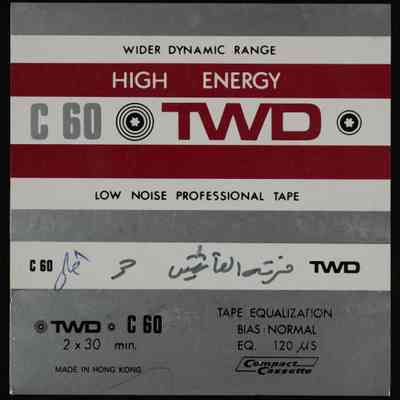 WIDER DYNAMIC RANGE
HIGH ENERGY
C 60 TWD
LOW NOISE PROFESSIONAL TAPE
C 60 3 TWD
TWD C 60
2 x 30 min.
MADE IN HONG KONG
TAPE EQUALIZATION
BIAS : NORMAL
EQ. 120 µS
Compact Cassette